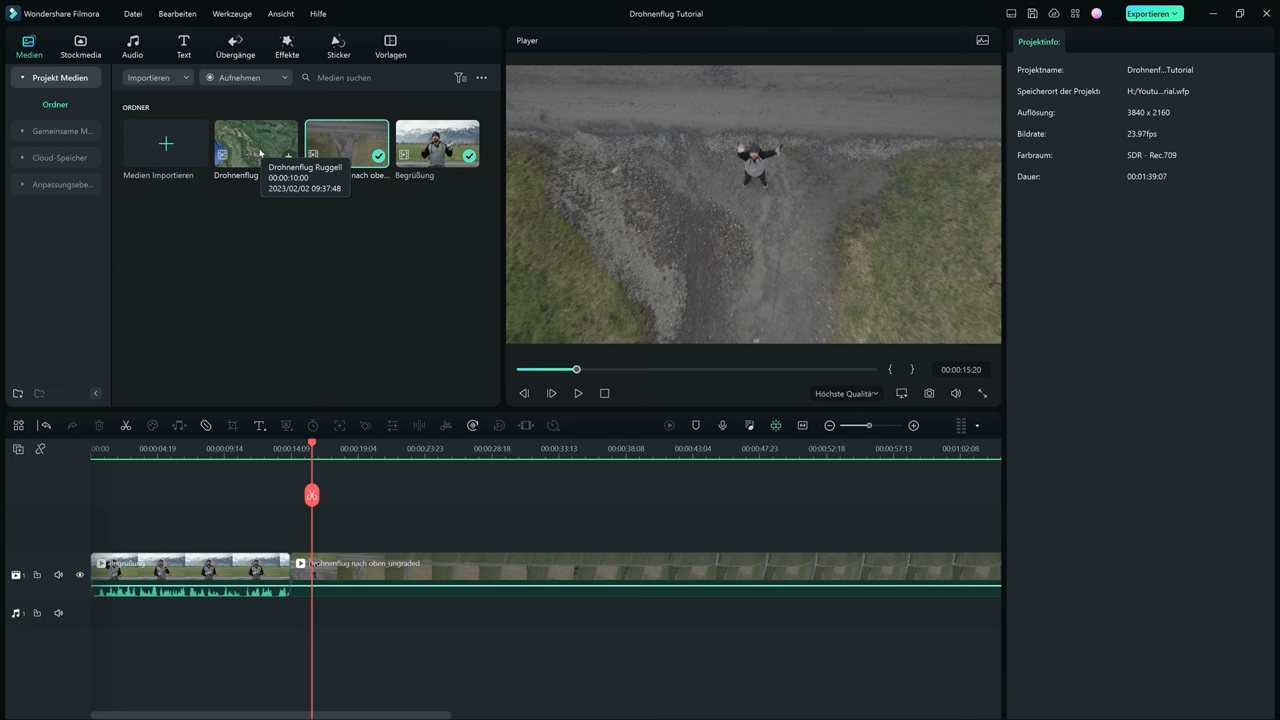 Wondershare Filmora
Datei
Bearbeiten
Werkzeuge
Ansicht
Hilfe
Drohnenflug Tutorial
Exportieren
Medien
Stockmedia
Audio
Text
Übergänge
Effekte
Sticker
Vorlagen
Projekt Medien
Ordner
Gemeinsame M...
Cloud-Speicher
Anpassungsebe...
Importieren
Aufnehmen
Medien suchen
ORDNER
Medien Importieren
Drohnenflug
nach obe...
Begrüßung
Drohnenflug Ruggell
00:00:10:00
2023/02/02 09:37:48
Player
00:00:15:20
Höchste Qualitä
Projektinfo:
Projektname: Drohnenf...Tutorial
Speicherort der Projekt H:/Youtu...rial.wfp
Auflösung: 3840 x 2160
Bildrate: 23.97fps
Farbraum: SDR - Rec.709
Dauer: 00:01:39:07
00:00 00:00:04:19 00:00:09:14 00:00:14:09 00:00:19:04 00:00:23:23 00:00:28:18 00:00:33:13 00:00:38:08 00:00:43:04 00:00:47:23 00:00:52:18 00:00:57:13 00:01:02:08
Begrüßung
Drohnenflug nach oben_ungraded
1
1